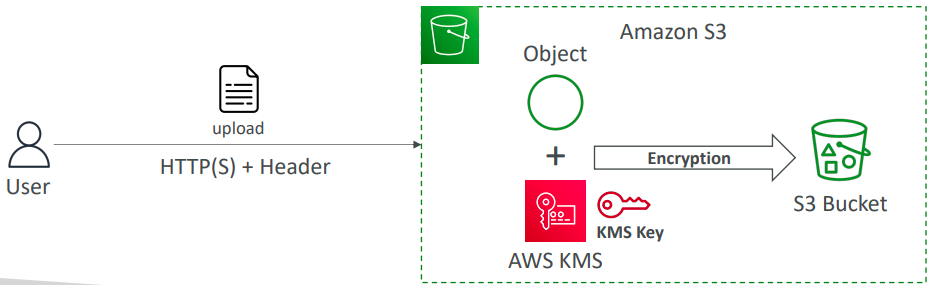 Amazon S3
Object
upload
HTTP(S) + Header
User
+
Encryption
KMS Key
AWS KMS
S3 Bucket